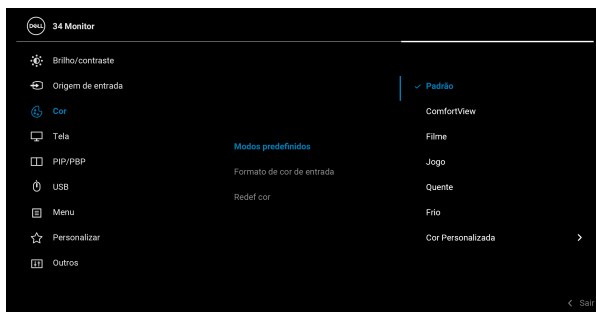 DELL
34 Monitor
Brilho/contraste
Origem de entrada
Cor
Tela
PIP/PBP
USB
Menu
Personalizar
Outros
Modos predefinidos
Formato de cor de entrada
Redef cor
Padrão
ComfortView
Filme
Jogo
Quente
Frio
Cor Personalizada
Sair